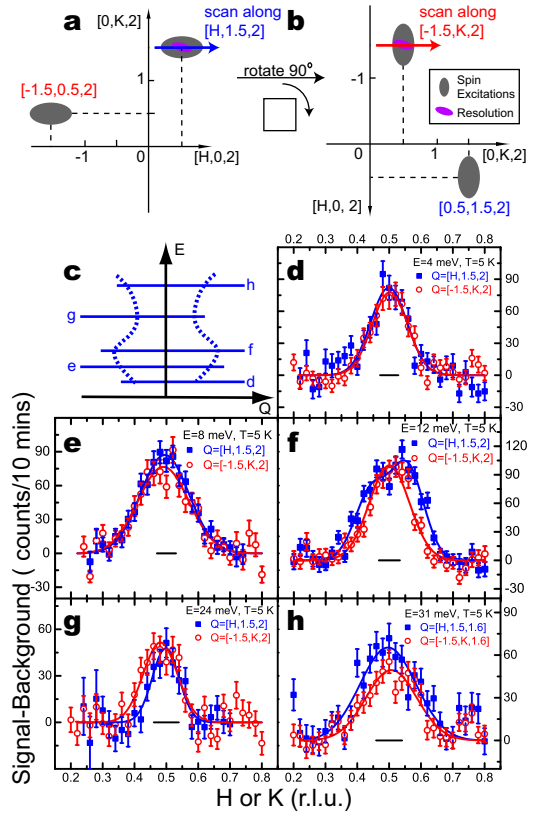 a
[0,K,2]
scan along
[H,1.5,2]
1
[-1.5,0.5,2]
-1
0
1
[H,0,2]
rotate 90°
b
scan along
[-1.5,K,2]
-1
Spin
Excitations
Resolution
0
1
[0,K,2]
[H,0, 2]
[0.5,1.5,2]
c
E
h
g
f
e
d
Q
0.2 0.3 0.4 0.5 0.6 0.7 0.8
d
E=4 meV, T=5 K
Q=[H,1.5,2]
Q=[-1.5,K,2]
90
60
30
0
-30
e
E=8 meV, T=5 K
Q=[H,1.5,2]
Q=[-1.5,K,2]
90
60
30
0
-30
f
E=12 meV, T=5 K
Q=[H,1.5,2]
Q=[-1.5,K,2]
120
90
60
30
0
g
E=24 meV, T=5 K
Q=[H,1.5,2]
Q=[-1.5,K,2]
60
30
0
0.2 0.3 0.4 0.5 0.6 0.7 0.8
h
E=31 meV, T=5 K
Q=[H,1.5,1.6]
Q=[-1.5,K,1.6]
90
60
30
0
0.2 0.3 0.4 0.5 0.6 0.7 0.8
Signal-Background ( counts/10 mins)
H or K (r.l.u.)